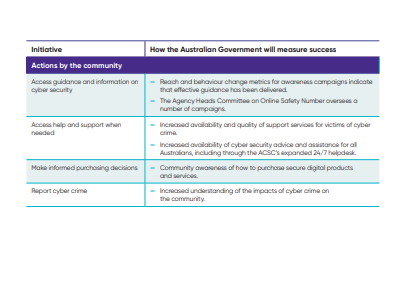 Initiative
How the Australian Government will measure success
Actions by the community
Access guidance and information on
cyber security
– Reach and behaviour change metrics for awareness campaigns indicate
that effective guidance has been delivered.
– The Agency Heads Committee on Online Safety Number oversees a
number of campaigns.
Access help and support when
needed
– Increased availability and quality of support services for victims of cyber
crime.
– Increased availability of cyber security advice and assistance for all
Australians, including through the ACSC's expanded 24/7 helpdesk.
Make informed purchasing decisions
– Community awareness of how to purchase secure digital products
and services.
Report cyber crime
– Increased understanding of the impacts of cyber crime on
the community.